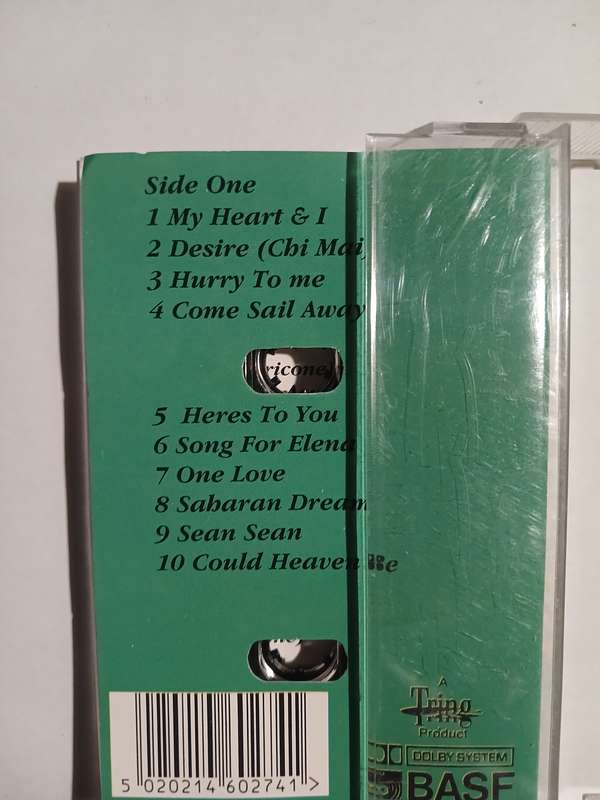 Side One
1 My Heart & I
2 Desire (Chi Mai)
3 Hurry To me
4 Come Sail Away
ricone
5 Heres To You
6 Song For Elena
7 One Love
8 Saharan Dream
9 Sean Sean
10 Could Heaven Be
A
Tring
Product
DOLBY SYSTEM
BASF
5 020214 602741 >